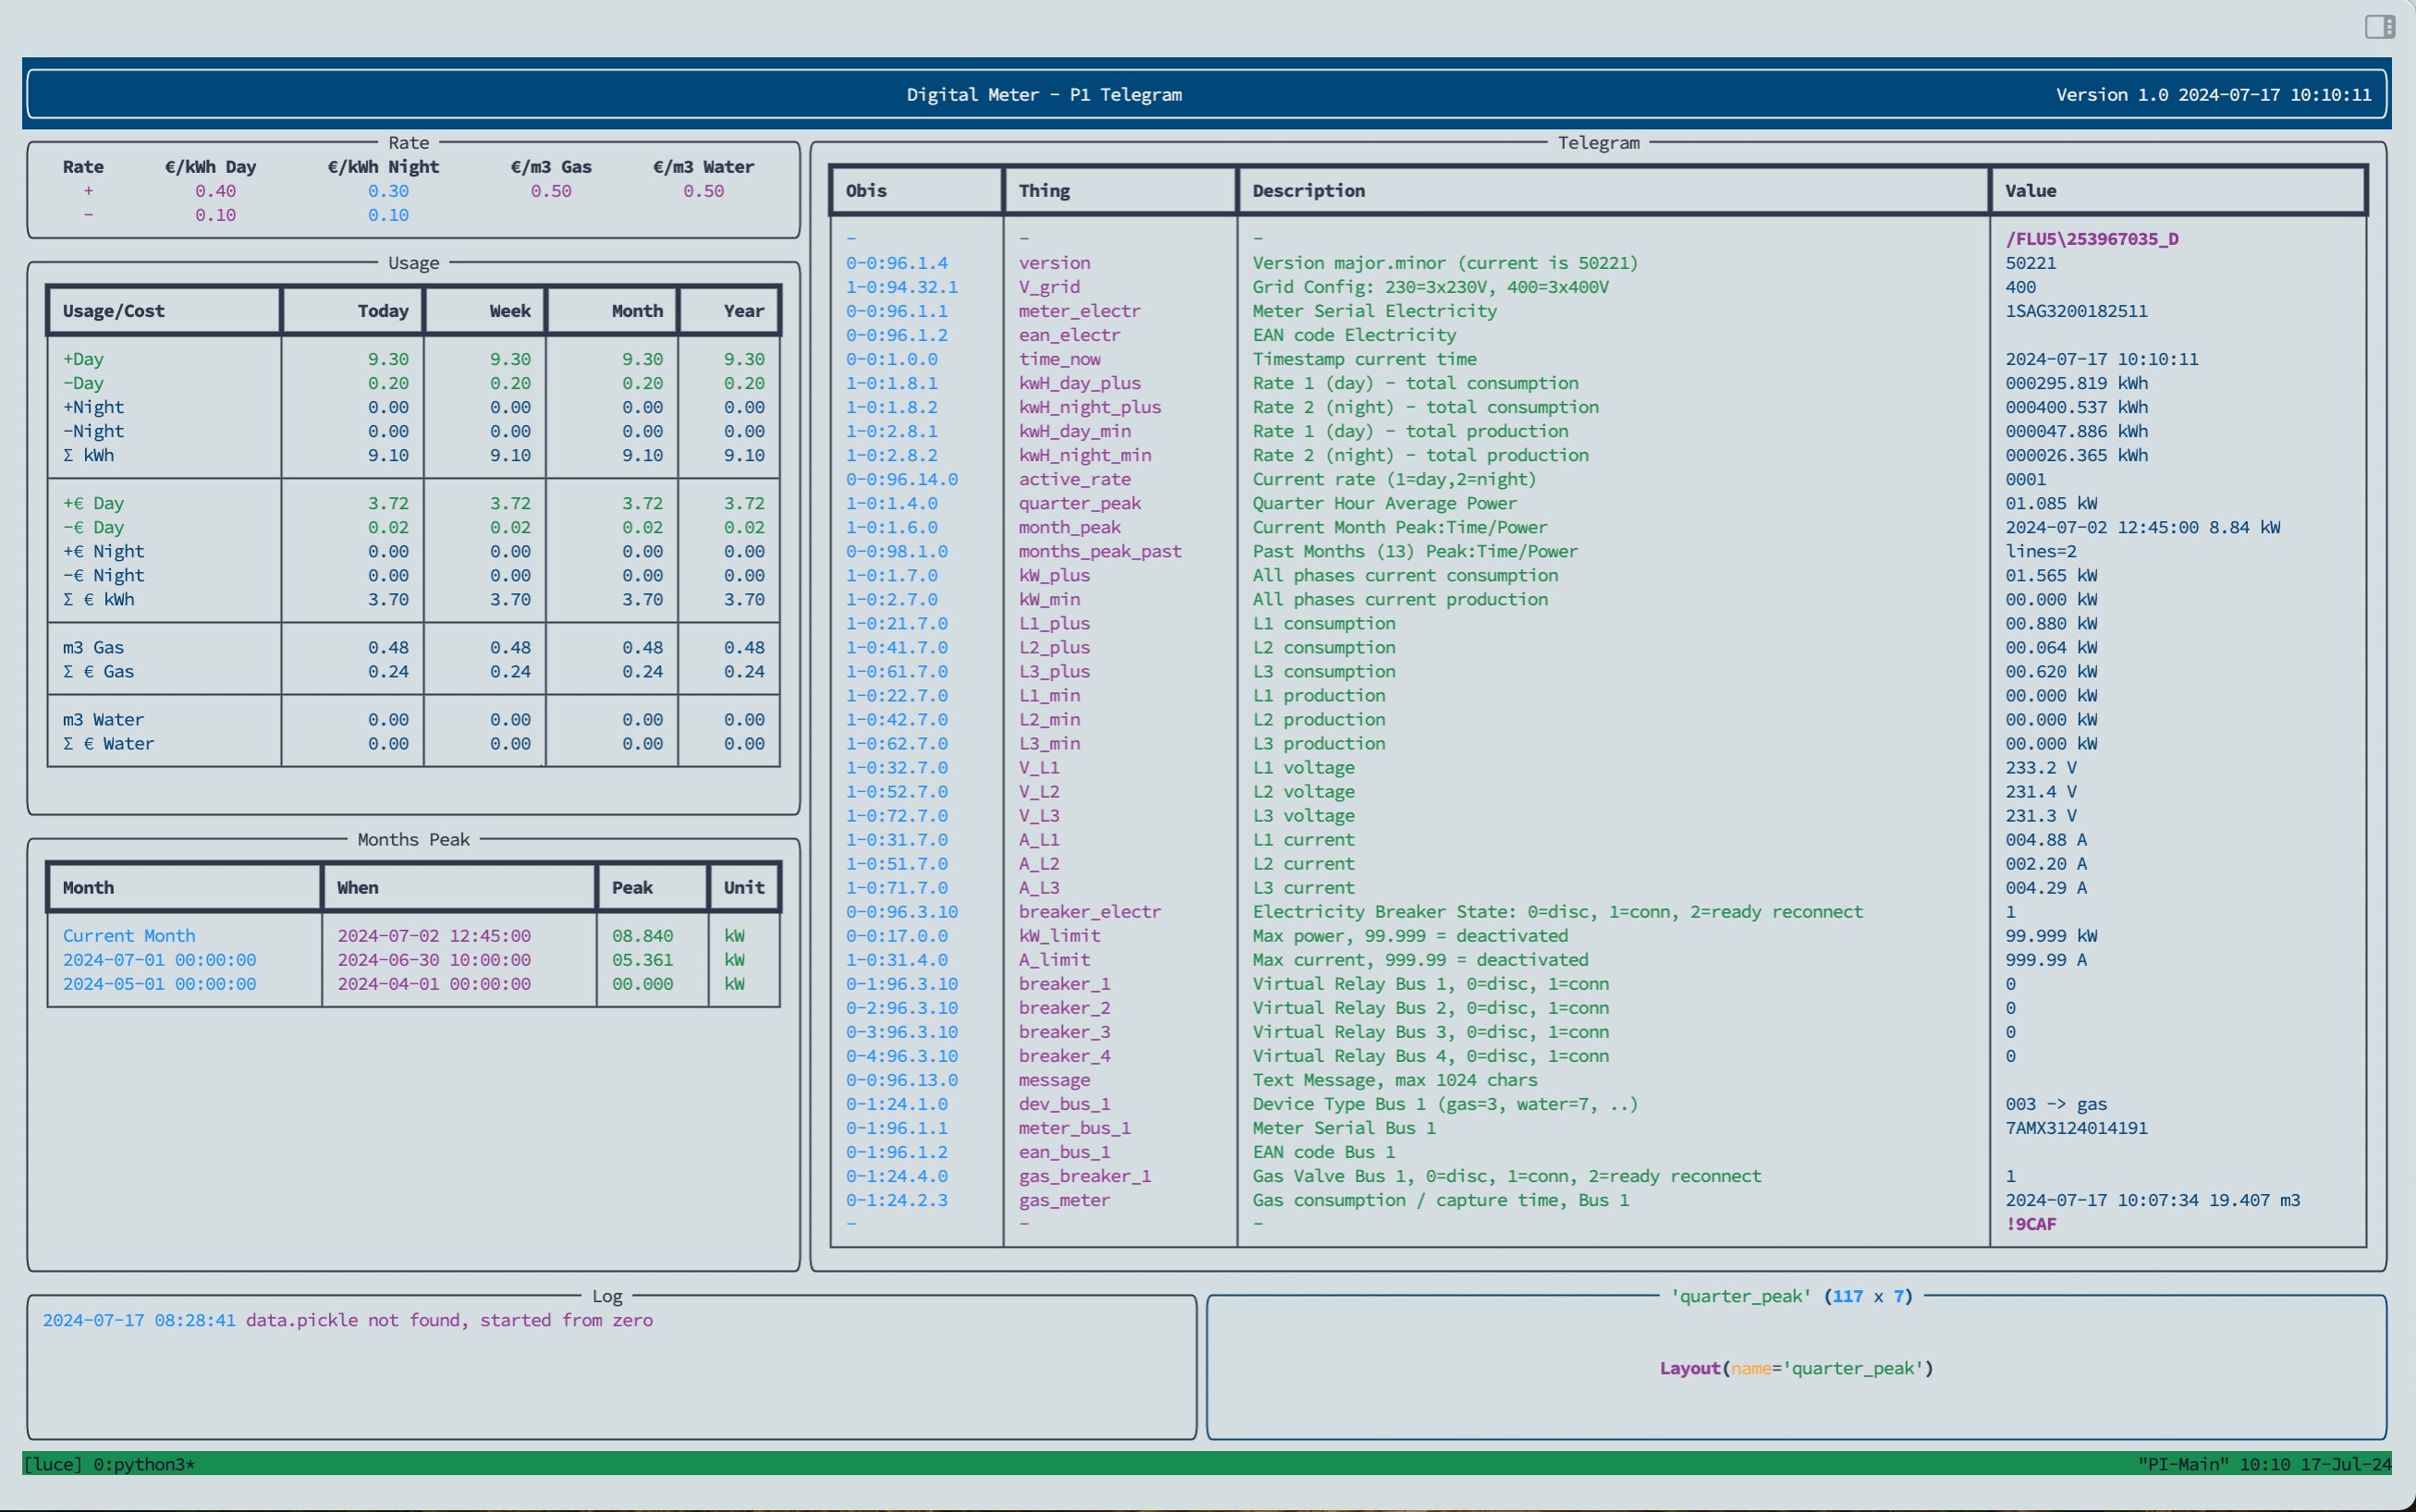 Digital Meter - P1 Telegram Version 1.0 2024-07-17 10:10:11
Rate
Rate €/kWh Day €/kWh Night €/m3 Gas €/m3 Water
+ 0.40 0.30 0.50 0.50
- 0.10 0.10
Usage
Usage/Cost Today Week Month Year
+Day 9.30 9.30 9.30 9.30
-Day 0.20 0.20 0.20 0.20
+Night 0.00 0.00 0.00 0.00
-Night 0.00 0.00 0.00 0.00
Σ kWh 9.10 9.10 9.10 9.10
+€ Day 3.72 3.72 3.72 3.72
-€ Day 0.02 0.02 0.02 0.02
+€ Night 0.00 0.00 0.00 0.00
-€ Night 0.00 0.00 0.00 0.00
Σ € kWh 3.70 3.70 3.70 3.70
m3 Gas 0.48 0.48 0.48 0.48
Σ € Gas 0.24 0.24 0.24 0.24
m3 Water 0.00 0.00 0.00 0.00
Σ € Water 0.00 0.00 0.00 0.00
Months Peak
Month When Peak Unit
Current Month 2024-07-02 12:45:00 08.840 kW
2024-07-01 00:00:00 2024-06-30 10:00:00 05.361 kW
2024-05-01 00:00:00 2024-04-01 00:00:00 00.000 kW
Telegram
Obis Thing Description Value
- - - /FLU5\253967035_D
0-0:96.1.4 version Version major.minor (current is 50221) 50221
1-0:94.32.1 V_grid Grid Config: 230=3x230V, 400=3x400V 400
0-0:96.1.1 meter_electr Meter Serial Electricity 1SAG3200182511
0-0:96.1.2 ean_electr EAN code Electricity
0-0:1.0.0 time_now Timestamp current time 2024-07-17 10:10:11
1-0:1.8.1 kwH_day_plus Rate 1 (day) - total consumption 000295.819 kWh
1-0:1.8.2 kwH_night_plus Rate 2 (night) - total consumption 000400.537 kWh
1-0:2.8.1 kwH_day_min Rate 1 (day) - total production 000047.886 kWh
1-0:2.8.2 kwH_night_min Rate 2 (night) - total production 000026.365 kWh
0-0:96.14.0 active_rate Current rate (1=day,2=night) 0001
1-0:1.4.0 quarter_peak Quarter Hour Average Power 01.085 kW
1-0:1.6.0 month_peak Current Month Peak:Time/Power 2024-07-02 12:45:00 8.84 kW
0-0:98.1.0 months_peak_past Past Months (13) Peak:Time/Power lines=2
1-0:1.7.0 kW_plus All phases current consumption 01.565 kW
1-0:2.7.0 kW_min All phases current production 00.000 kW
1-0:21.7.0 L1_plus L1 consumption 00.880 kW
1-0:41.7.0 L2_plus L2 consumption 00.064 kW
1-0:61.7.0 L3_plus L3 consumption 00.620 kW
1-0:22.7.0 L1_min L1 production 00.000 kW
1-0:42.7.0 L2_min L2 production 00.000 kW
1-0:62.7.0 L3_min L3 production 00.000 kW
1-0:32.7.0 V_L1 L1 voltage 233.2 V
1-0:52.7.0 V_L2 L2 voltage 231.4 V
1-0:72.7.0 V_L3 L3 voltage 231.3 V
1-0:31.7.0 A_L1 L1 current 004.88 A
1-0:51.7.0 A_L2 L2 current 002.20 A
1-0:71.7.0 A_L3 L3 current 004.29 A
0-0:96.3.10 breaker_electr Electricity Breaker State: 0=disc, 1=conn, 2=ready reconnect 1
0-0:17.0.0 kW_limit Max power, 99.999 = deactivated 99.999 kW
1-0:31.4.0 A_limit Max current, 999.99 = deactivated 999.99 A
0-1:96.3.10 breaker_1 Virtual Relay Bus 1, 0=disc, 1=conn 0
0-2:96.3.10 breaker_2 Virtual Relay Bus 2, 0=disc, 1=conn 0
0-3:96.3.10 breaker_3 Virtual Relay Bus 3, 0=disc, 1=conn 0
0-4:96.3.10 breaker_4 Virtual Relay Bus 4, 0=disc, 1=conn 0
0-0:96.13.0 message Text Message, max 1024 chars
0-1:24.1.0 dev_bus_1 Device Type Bus 1 (gas=3, water=7, ..) 003 -> gas
0-1:96.1.1 meter_bus_1 Meter Serial Bus 1 7AMX3124014191
0-1:96.1.2 ean_bus_1 EAN code Bus 1
0-1:24.4.0 gas_breaker_1 Gas Valve Bus 1, 0=disc, 1=conn, 2=ready reconnect 1
0-1:24.2.3 gas_meter Gas consumption / capture time, Bus 1 2024-07-17 10:07:34 19.407 m3
- - - !9CAF
Log
2024-07-17 08:28:41 data.pickle not found, started from zero
'quarter_peak' (117 x 7)
Layout(name='quarter_peak')
[luce] 0:python3* "PI-Main" 10:10 17-Jul-24